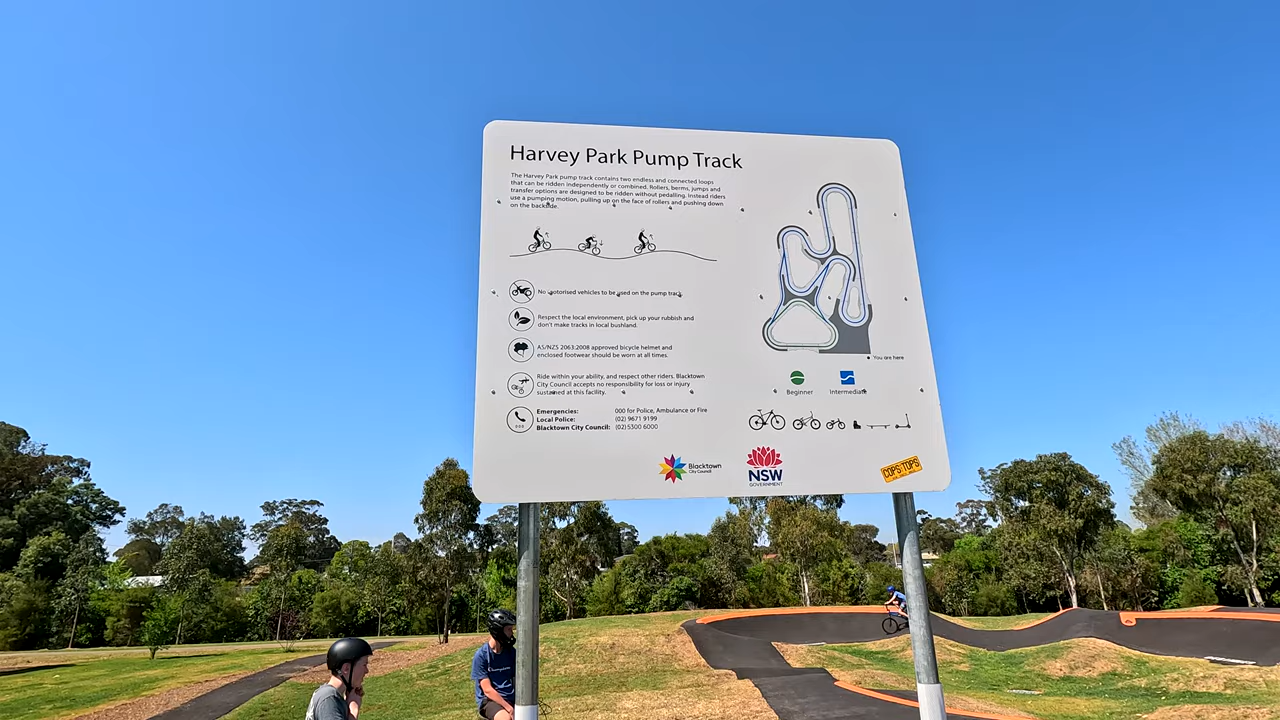 Harvey Park Pump Track
The Harvey Park pump track contains two endless and connected loops
that can be ridden independently or combined. Rollers, berms, jumps and
transfer options are designed to be ridden without pedalling. Instead riders
use a pumping motion, pulling up on the face of rollers and pushing down
on the backside.
No motorised vehicles to be used on the pump track.
Respect the local environment, pick up your rubbish and
don't make tracks in local bushland.
AS/NZS 2063:2008 approved bicycle helmet and
enclosed footwear should be worn at all times.
Ride within your ability, and respect other riders. Blacktown
City Council accepts no responsibility for loss or injury
sustained at this facility.
Emergencies: 000 for Police, Ambulance or Fire
Local Police: (02) 9671 9199
Blacktown City Council: (02) 5300 6000
You are here
Beginner
Intermediate
Blacktown
City Council
NSW
GOVERNMENT
COPSTOPS